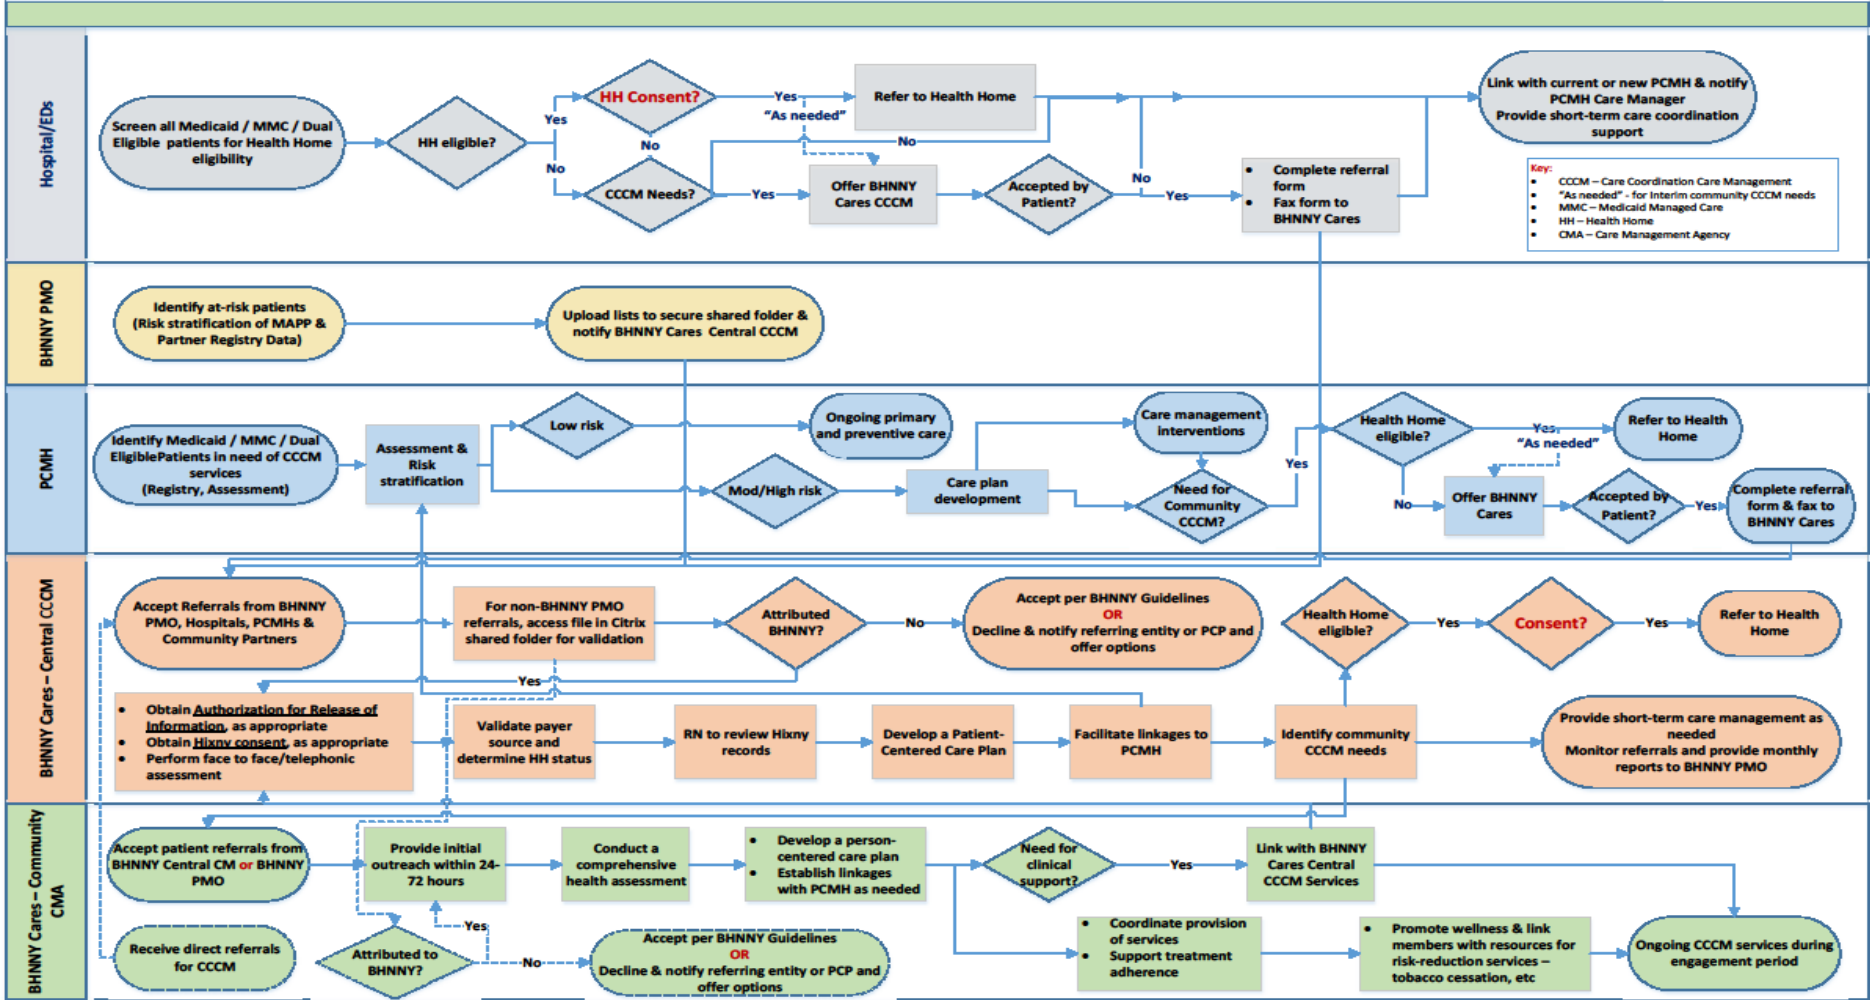 Hospital/EDs
Screen all Medicaid / MMC / Dual
Eligible patients for Health Home
eligibility
HH eligible?
Yes
No
HH Consent?
No
CCCM Needs?
Yes
"As needed"
Refer to Health Home
No
Yes
Offer BHNNY
Cares CCCM
Accepted by
Patient?
No
Yes
• Complete referral
form
• Fax form to
BHNNY Cares
Link with current or new PCMH & notify
PCMH Care Manager
Provide short-term care coordination
support
Key:
• CCCM – Care Coordination Care Management
• "As needed" - for Interim community CCCM needs
• MMC – Medicaid Managed Care
• HH – Health Home
• CMA – Care Management Agency
BHNNY PMO
Identify at-risk patients
(Risk stratification of MAPP &
Partner Registry Data)
Upload lists to secure shared folder &
notify BHNNY Cares Central CCCM
PCMH
Identify Medicaid / MMC / Dual
EligiblePatients in need of CCCM
services
(Registry, Assessment)
Assessment &
Risk
stratification
Low risk
Ongoing primary
and preventive care
Mod/High risk
Care plan
development
Care management
interventions
Need for
Community
CCCM?
Yes
Health Home
eligible?
Yes
"As needed"
Refer to Health
Home
No
Offer BHNNY
Cares
Accepted by
Patient?
Yes
Complete referral
form & fax to
BHNNY Cares
BHNNY Cares – Central CCCM
Accept Referrals from BHNNY
PMO, Hospitals, PCMHs &
Community Partners
For non-BHNNY PMO
referrals, access file in Citrix
shared folder for validation
Attributed
BHNNY?
No
Yes
Accept per BHNNY Guidelines
OR
Decline & notify referring entity or PCP and
offer options
Health Home
eligible?
Yes
Consent?
Yes
Refer to Health
Home
• Obtain Authorization for Release of
Information, as appropriate
• Obtain Hixny consent, as appropriate
• Perform face to face/telephonic
assessment
Validate payer
source and
determine HH status
RN to review Hixny
records
Develop a Patient-
Centered Care Plan
Facilitate linkages to
PCMH
Identify community
CCCM needs
Provide short-term care management as
needed
Monitor referrals and provide monthly
reports to BHNNY PMO
BHNNY Cares – Community
CMA
Accept patient referrals from
BHNNY Central CM or BHNNY
PMO
Provide initial
outreach within 24-
72 hours
Conduct a
comprehensive
health assessment
• Develop a person-
centered care plan
• Establish linkages
with PCMH as needed
Need for
clinical
support?
Yes
Link with BHNNY
Cares Central
CCCM Services
Receive direct referrals
for CCCM
Attributed to
BHNNY?
Yes
No
Accept per BHNNY Guidelines
OR
Decline & notify referring entity or PCP and
offer options
• Coordinate provision
of services
• Support treatment
adherence
• Promote wellness & link
members with resources for
risk-reduction services –
tobacco cessation, etc
Ongoing CCCM services during
engagement period